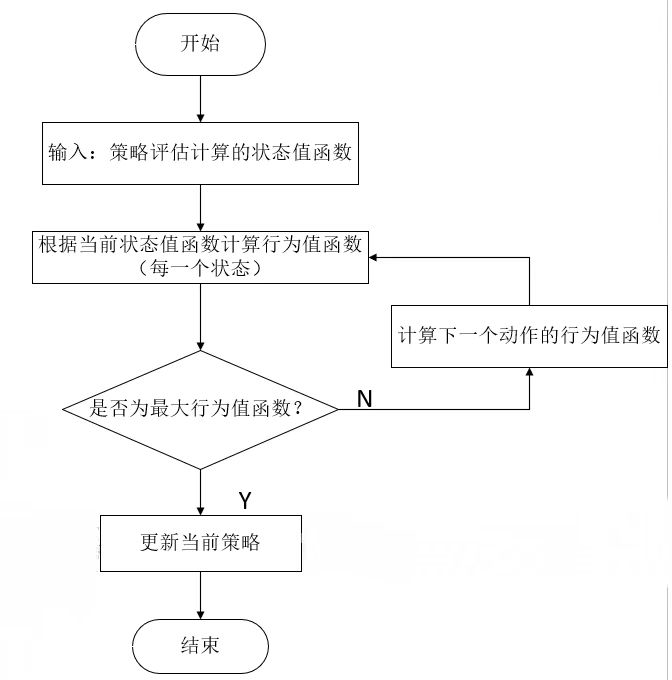 开始
输入：策略评估计算的状态值函数
根据当前状态值函数计算行为值函数
（每一个状态）
计算下一个动作的行为值函数
是否为最大行为值函数？
N
Y
更新当前策略
结束